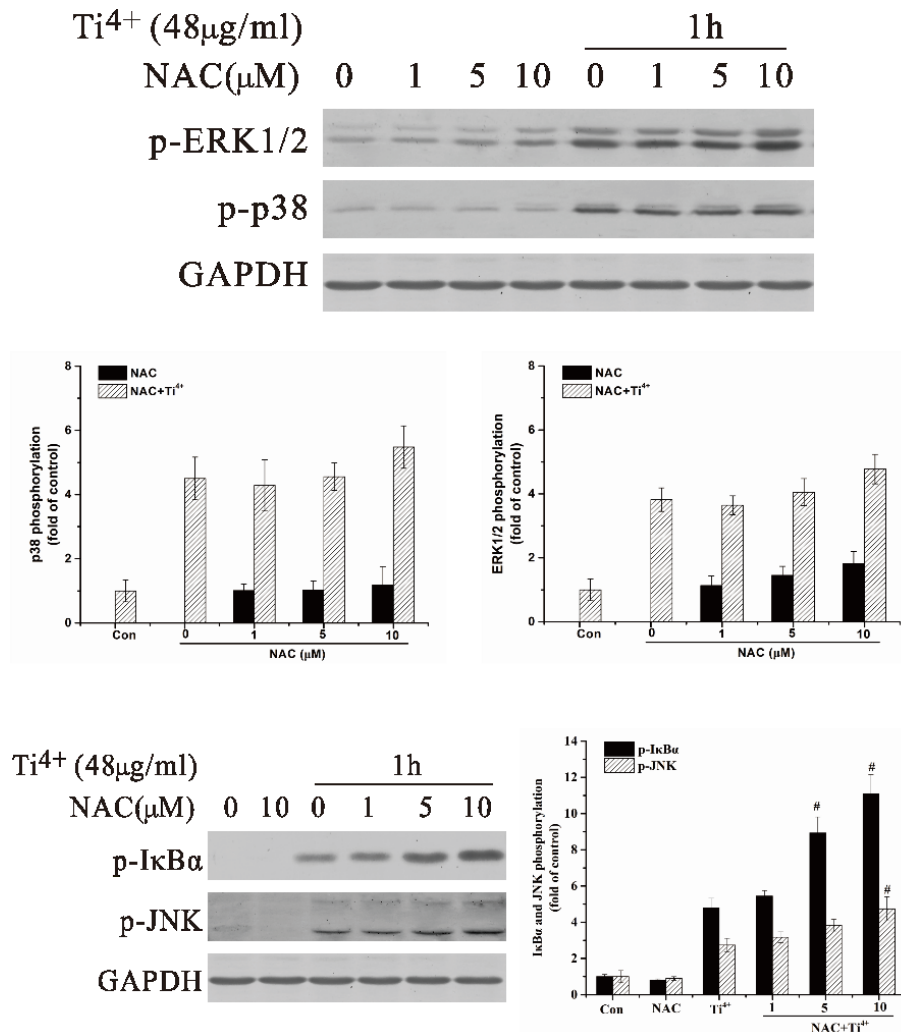 Ti4+ (48μg/ml) 1h
NAC(μM) 0 1 5 10 0 1 5 10
p-ERK1/2
p-p38
GAPDH
NAC
NAC+Ti4+
p38 phosphorylation
(fold of control)
8
6
4
2
0
Con 0 1 5 10
NAC (μM)
NAC
NAC+Ti4+
ERK1/2 phosphorylation
(fold of control)
8
6
4
2
0
Con 0 1 5 10
NAC (μM)
Ti4+ (48μg/ml) 1h
NAC(μM) 0 10 0 1 5 10
p-IκBα
p-JNK
GAPDH
p-IκBα
p-JNK
IκBα and JNK phosphorylation
(fold of control)
14
12
10
8
6
4
2
0
# # #
Con NAC Ti4+ 1 5 10
NAC+Ti4+